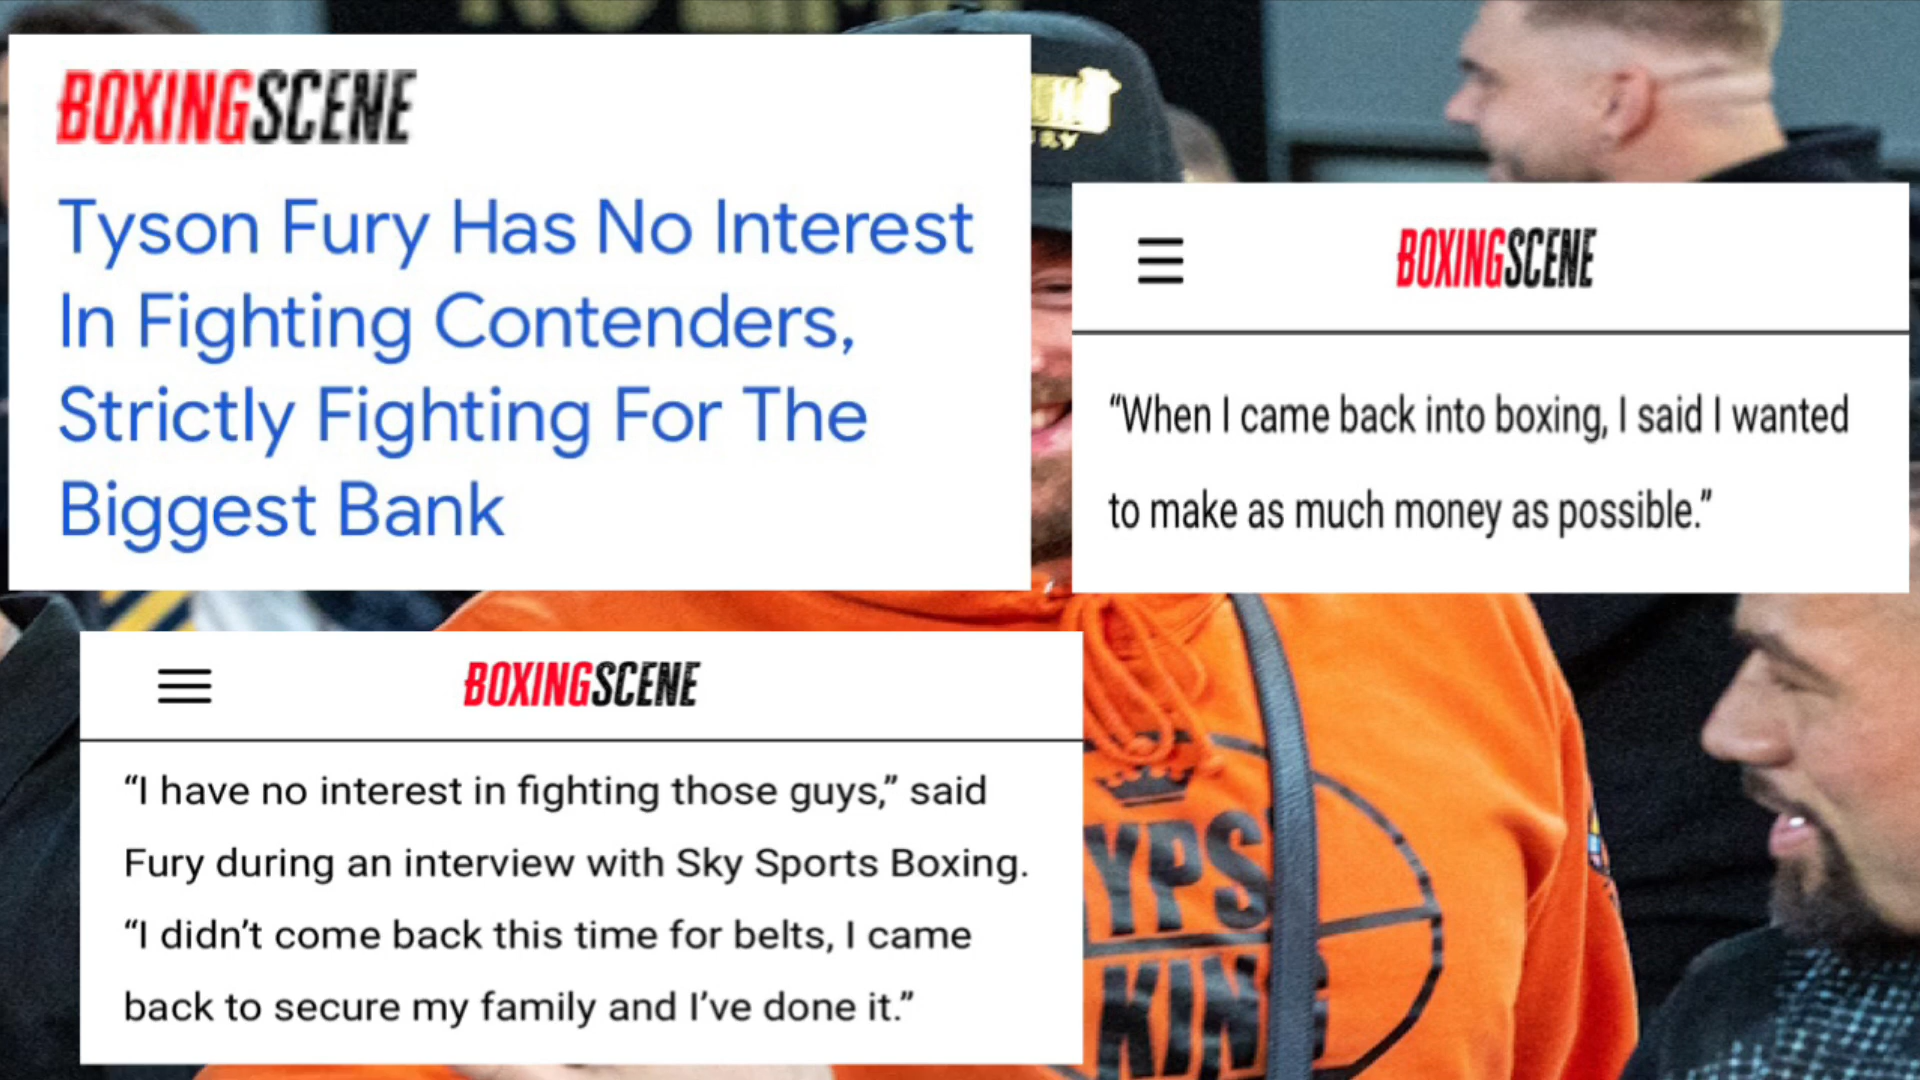 BOXINGSCENE
Tyson Fury Has No Interest
In Fighting Contenders,
Strictly Fighting For The
Biggest Bank
BOXINGSCENE
“When I came back into boxing, I said I wanted
to make as much money as possible.”
BOXINGSCENE
“I have no interest in fighting those guys,” said
Fury during an interview with Sky Sports Boxing.
“I didn’t come back this time for belts, I came
back to secure my family and I’ve done it.”
YPS
KING